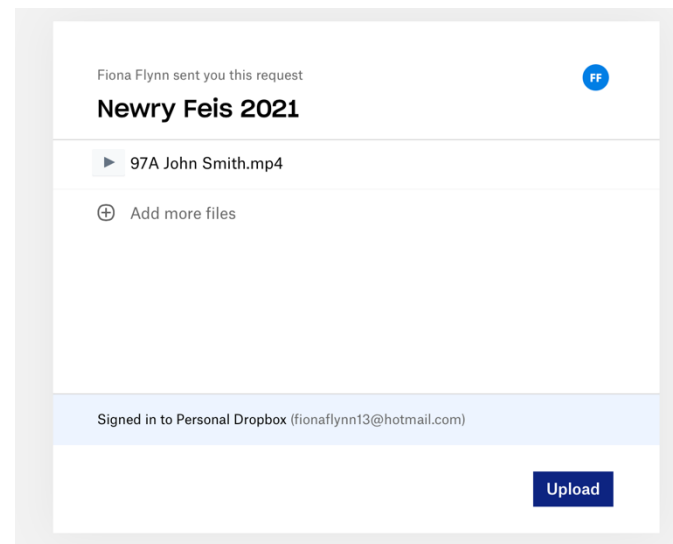 Fiona Flynn sent you this request
FF
Newry Feis 2021
97A John Smith.mp4
Add more files
Signed in to Personal Dropbox (fionaflynn13@hotmail.com)
Upload